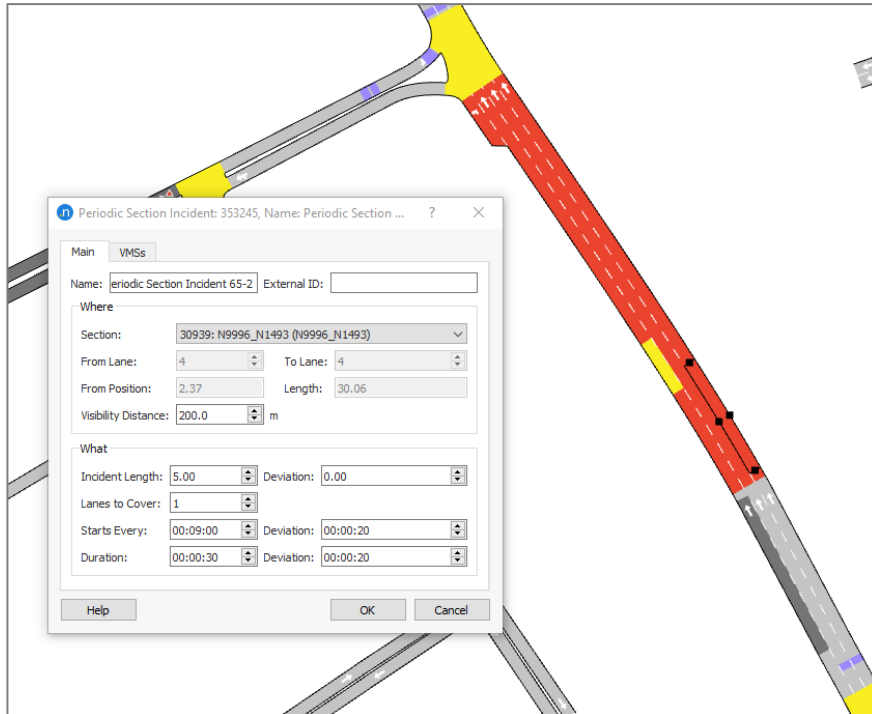 .n Periodic Section Incident: 353245, Name: Periodic Section ... ? ×
Main VMSs
Name: eriodic Section Incident 65-2 External ID:
Where
Section: 30939: N9996_N1493 (N9996_N1493)
From Lane: 4 To Lane: 4
From Position: 2.37 Length: 30.06
Visibility Distance: 200.0 m
What
Incident Length: 5.00 Deviation: 0.00
Lanes to Cover: 1
Starts Every: 00:09:00 Deviation: 00:00:20
Duration: 00:00:30 Deviation: 00:00:20
Help OK Cancel